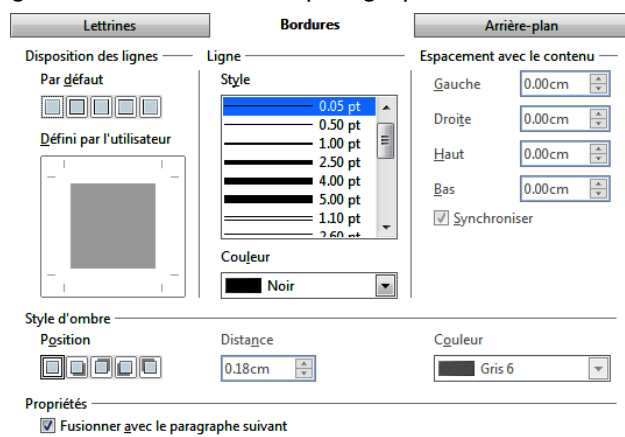 Lettrines Bordures Arrière-plan
Disposition des lignes
Par défaut
Défini par l'utilisateur
Ligne
Style
0.05 pt
0.50 pt
1.00 pt
2.50 pt
4.00 pt
5.00 pt
1.10 pt
2.60 pt
Couleur
Noir
Espacement avec le contenu
Gauche 0.00cm
Droite 0.00cm
Haut 0.00cm
Bas 0.00cm
Synchroniser
Style d'ombre
Position
Distance
0.18cm
Couleur
Gris 6
Propriétés
Fusionner avec le paragraphe suivant